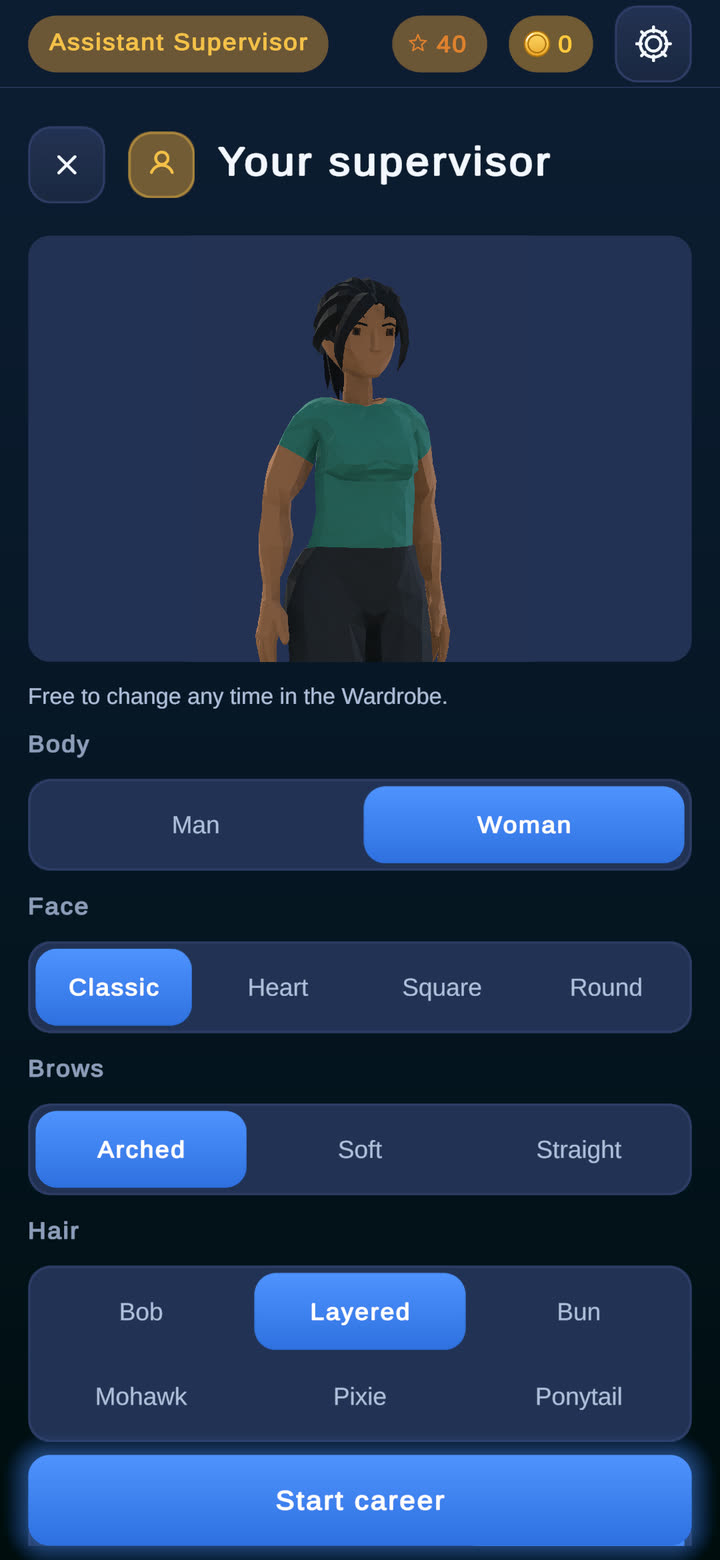 Assistant Supervisor
40
0
Your supervisor
Free to change any time in the Wardrobe.
Body
Man
Woman
Face
Classic
Heart
Square
Round
Brows
Arched
Soft
Straight
Hair
Bob
Layered
Bun
Mohawk
Pixie
Ponytail
Start career